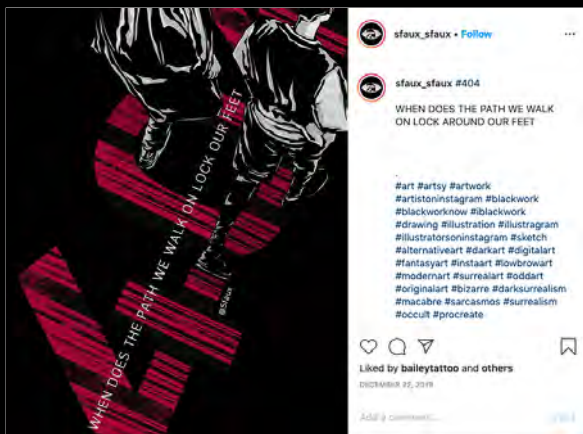 WHEN DOES THE PATH WE WALK ON LOCK OUR FEET
@Sfaux
sfaux_sfaux • Follow
sfaux_sfaux #404
WHEN DOES THE PATH WE WALK
ON LOCK AROUND OUR FEET
.
#art #artsy #artwork
#artistoninstagram #blackwork
#blackworknow #iblackwork
#drawing #illustration #illustragram
#illustratorsoninstagram #sketch
#alternativeart #darkart #digitalart
#fantasyart #instaart #lowbrowart
#modernart #surrealart #oddart
#originalart #bizarre #darksurrealism
#macabre #sarcasmos #surrealism
#occult #procreate
Liked by baileytattoo and others
Add a comment...